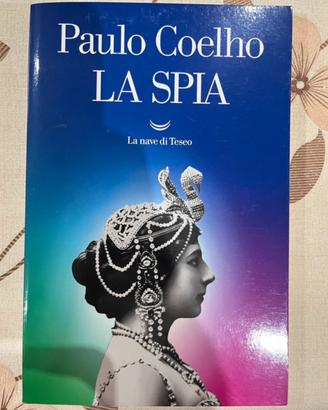 Paulo Coelho
LA SPIA
La nave di Teseo